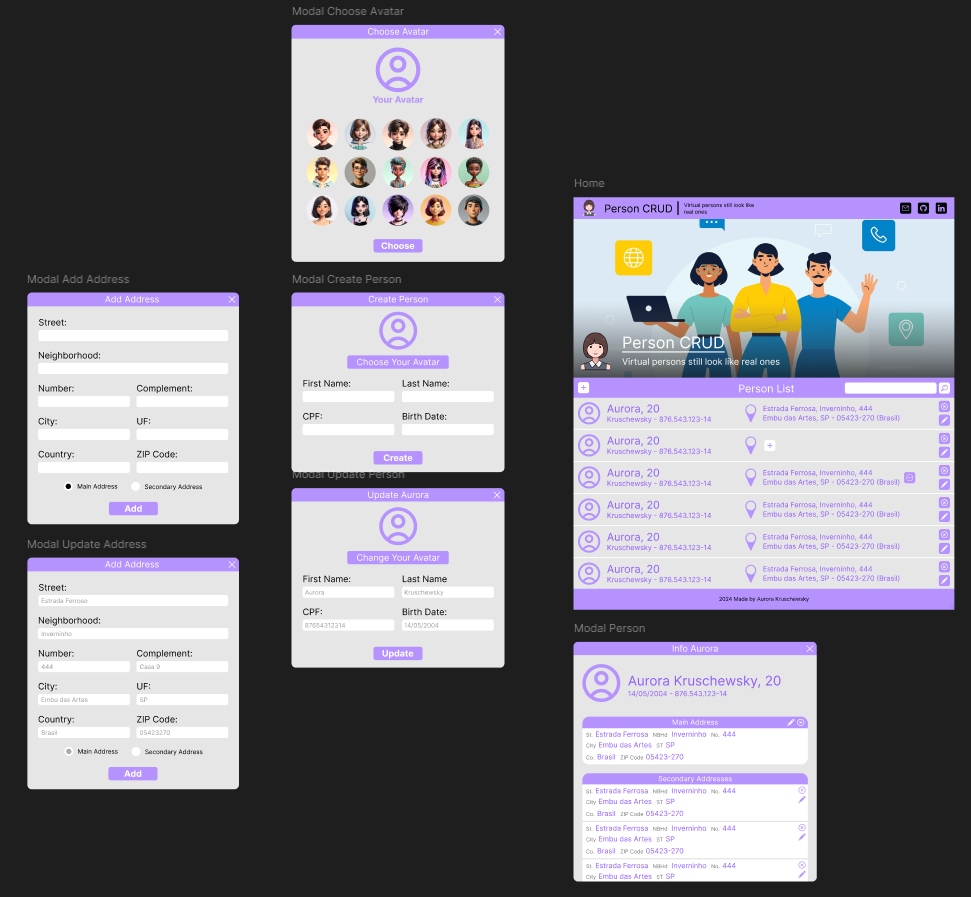 Modal Choose Avatar
Choose Avatar
Your Avatar
Choose
Modal Add Address
Add Address
Street:
Neighborhood:
Number: Complement:
City: UF:
Country: ZIP Code:
Main Address Secondary Address
Add
Modal Update Address
Add Address
Street:
Estrada Ferrosa
Neighborhood:
Invierninho
Number: Complement:
444 Casa 9
City: UF:
Embu das Artes SP
Country: ZIP Code:
Brasil 05423270
Main Address Secondary Address
Add
Modal Create Person
Create Person
Choose Your Avatar
First Name: Last Name:
CPF: Birth Date:
Create
Modal Update Person
Update Aurora
Change Your Avatar
First Name: Last Name
Aurora Kruschewsky
CPF: Birth Date:
87654312314 14/05/2004
Update
Home
Person CRUD Virtual persons still look like
real ones
Person CRUD
Virtual persons still look like real ones
Person List
Aurora, 20 Estrada Ferrosa, Inverninho, 444
Kruschewsky - 876.543.123-14 Embu das Artes, SP - 05423-270 (Brasil)
Aurora, 20
Kruschewsky - 876.543.123-14
Aurora, 20 Estrada Ferrosa, Inverninho, 444
Kruschewsky - 876.543.123-14 Embu das Artes, SP - 05423-270 (Brasil)
Aurora, 20 Estrada Ferrosa, Inverninho, 444
Kruschewsky - 876.543.123-14 Embu das Artes, SP - 05423-270 (Brasil)
Aurora, 20 Estrada Ferrosa, Inverninho, 444
Kruschewsky - 876.543.123-14 Embu das Artes, SP - 05423-270 (Brasil)
Aurora, 20 Estrada Ferrosa, Inverninho, 444
Kruschewsky - 876.543.123-14 Embu das Artes, SP - 05423-270 (Brasil)
2024 Made by Aurora Kruschewsky
Modal Person
Info Aurora
Aurora Kruschewsky, 20
14/05/2004 - 876.543.123-14
Main Address
St. Estrada Ferrosa NBHd Inverninho No. 444
City Embu das Artes ST SP
Co. Brasil ZIP Code 05423-270
Secondary Addresses
St. Estrada Ferrosa NBHd Inverninho No. 444
City Embu das Artes ST SP
Co. Brasil ZIP Code 05423-270
St. Estrada Ferrosa NBHd Inverninho No. 444
City Embu das Artes ST SP
Co. Brasil ZIP Code 05423-270
St. Estrada Ferrosa NBHd Inverninho No. 444
City Embu das Artes ST SP